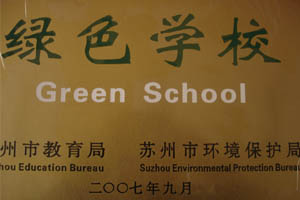 绿色学校
Green School
州市教育局 苏州市环境保护局
hou Education Bureau Suzhou Environmental Protection Bureau
二〇〇七年九月